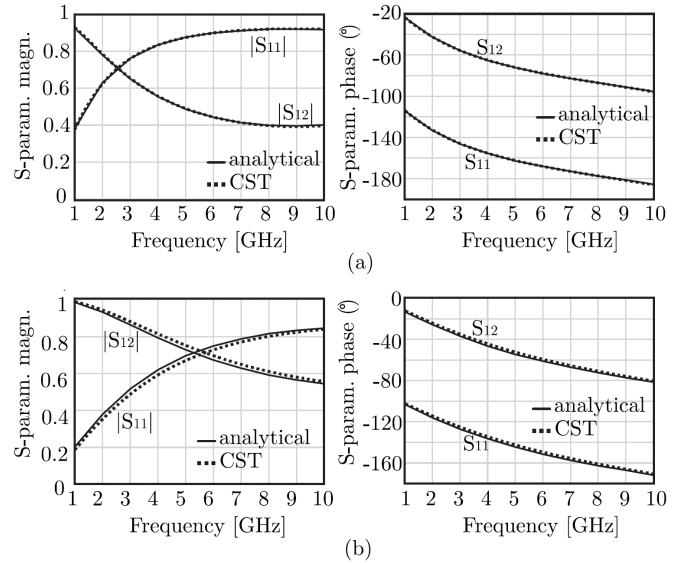 S-param. magn.
1
0.8
0.6
0.4
0.2
0
|S11|
|S12|
analytical
CST
1 2 3 4 5 6 7 8 9 10
Frequency [GHz]
S-param. phase (°)
-20
-60
-100
-140
-180
S12
S11
analytical
CST
1 2 3 4 5 6 7 8 9 10
Frequency [GHz]
(a)
S-param. magn.
1
0.8
0.6
0.4
0.2
0
|S12|
|S11|
analytical
CST
1 2 3 4 5 6 7 8 9 10
Frequency [GHz]
S-param. phase (°)
0
-40
-80
-120
-160
S12
S11
analytical
CST
1 2 3 4 5 6 7 8 9 10
Frequency [GHz]
(b)